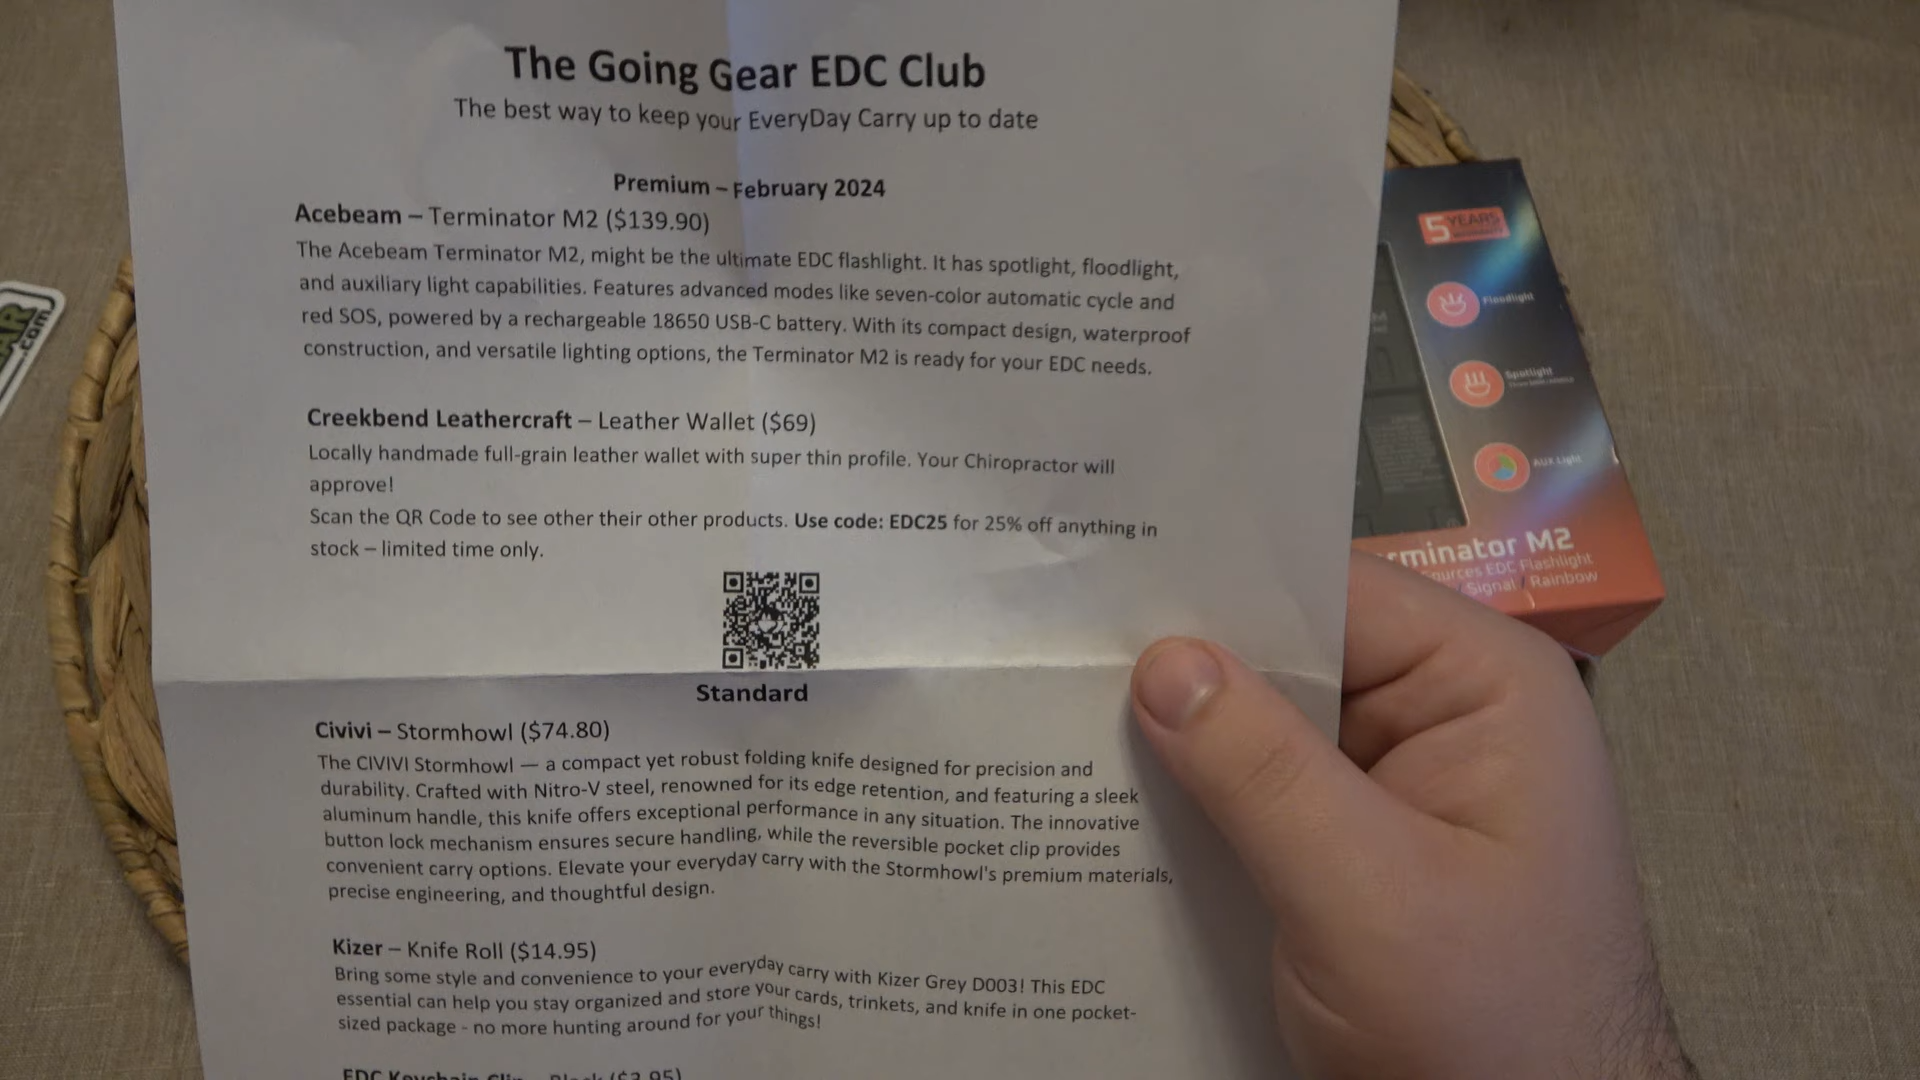 The Going Gear EDC Club
The best way to keep your EveryDay Carry up to date
Premium – February 2024
Acebeam – Terminator M2 ($139.90)
The Acebeam Terminator M2, might be the ultimate EDC flashlight. It has spotlight, floodlight,
and auxiliary light capabilities. Features advanced modes like seven-color automatic cycle and
red SOS, powered by a rechargeable 18650 USB-C battery. With its compact design, waterproof
construction, and versatile lighting options, the Terminator M2 is ready for your EDC needs.
Creekbend Leathercraft – Leather Wallet ($69)
Locally handmade full-grain leather wallet with super thin profile. Your Chiropractor will
approve!
Scan the QR Code to see other their other products. Use code: EDC25 for 25% off anything in
stock – limited time only.
Standard
Civivi – Stormhowl ($74.80)
The CIVIVI Stormhowl — a compact yet robust folding knife designed for precision and
durability. Crafted with Nitro-V steel, renowned for its edge retention, and featuring a sleek
aluminum handle, this knife offers exceptional performance in any situation. The innovative
button lock mechanism ensures secure handling, while the reversible pocket clip provides
convenient carry options. Elevate your everyday carry with the Stormhowl's premium materials,
precise engineering, and thoughtful design.
Kizer – Knife Roll ($14.95)
Bring some style and convenience to your everyday carry with Kizer Grey D003! This EDC
essential can help you stay organized and store your cards, trinkets, and knife in one pocket-
sized package - no more hunting around for your things!
EDC Keychain Clip – Black ($3.95)
5 YEARS
Floodlight
Spotlight
AUX Light
rminator M2
ources EDC Flashlight
Signal / Rainbow
AR
.com